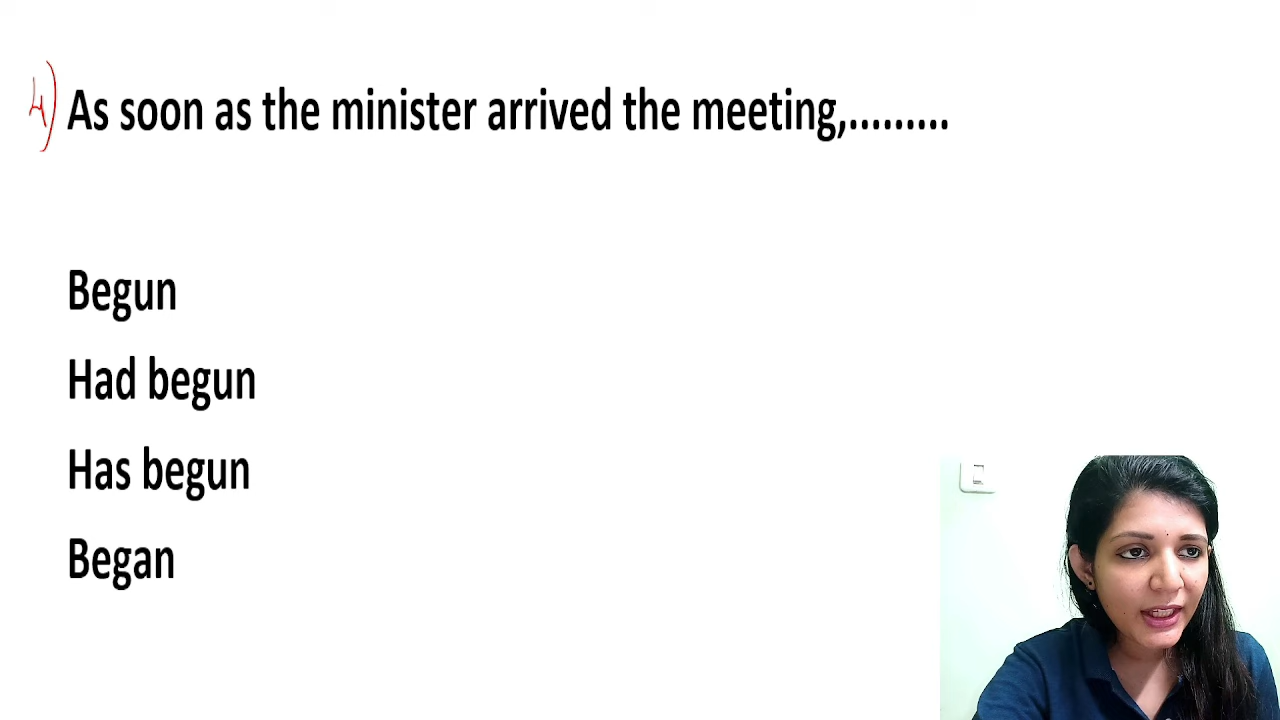 4) As soon as the minister arrived the meeting,.........
Begun
Had begun
Has begun
Began